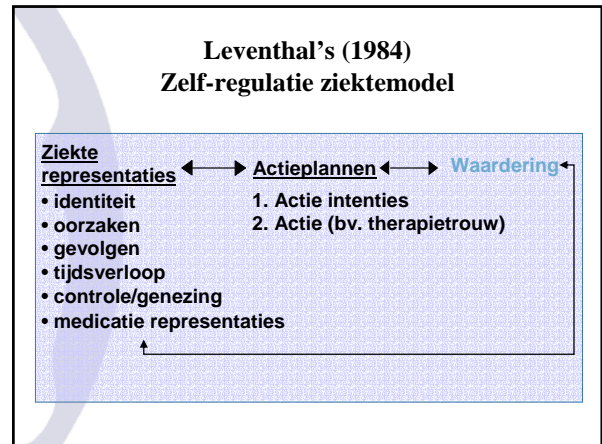 Leventhal's (1984)
Zelf-regulatie ziektemodel
Ziekte
representaties
• identiteit
• oorzaken
• gevolgen
• tijdsverloop
• controle/genezing
• medicatie representaties
Actieplannen
1. Actie intenties
2. Actie (bv. therapietrouw)
Waardering